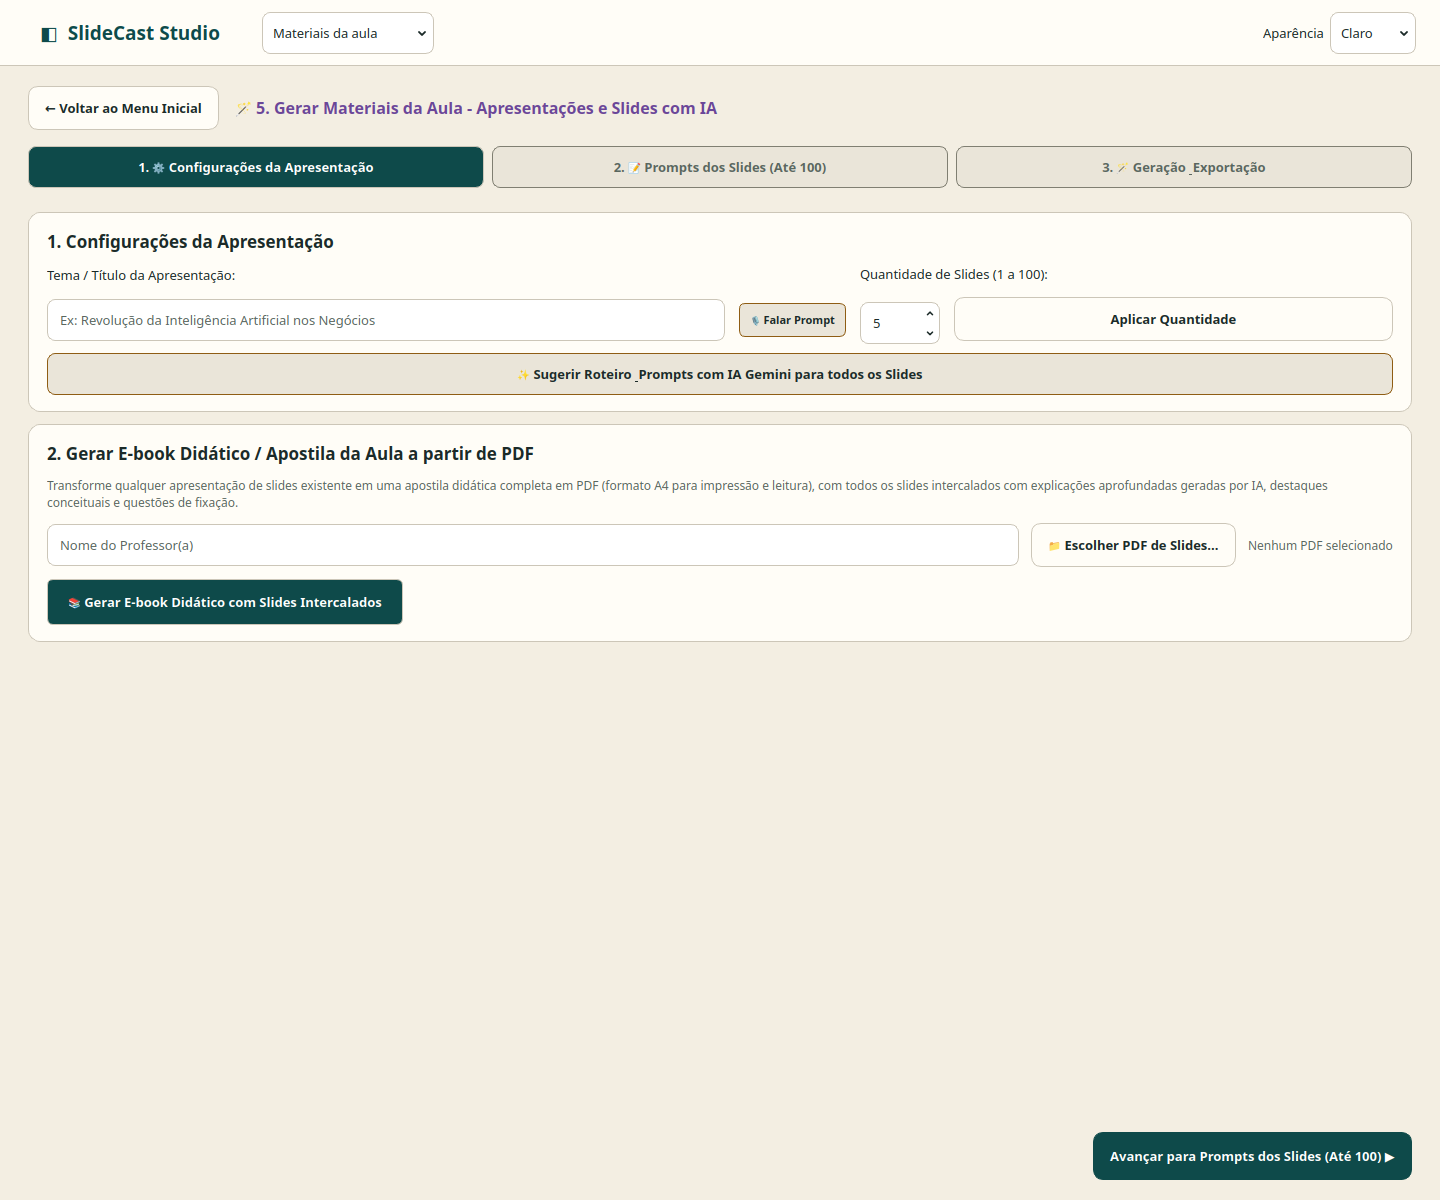 SlideCast Studio
Materiais da aula
Aparência
Claro
← Voltar ao Menu Inicial
5. Gerar Materiais da Aula - Apresentações e Slides com IA
1. Configurações da Apresentação
2. Prompts dos Slides (Até 100)
3. Geração _Exportação
1. Configurações da Apresentação
Tema / Título da Apresentação:
Quantidade de Slides (1 a 100):
Ex: Revolução da Inteligência Artificial nos Negócios
Falar Prompt
5
Aplicar Quantidade
Sugerir Roteiro _Prompts com IA Gemini para todos os Slides
2. Gerar E-book Didático / Apostila da Aula a partir de PDF
Transforme qualquer apresentação de slides existente em uma apostila didática completa em PDF (formato A4 para impressão e leitura), com todos os slides intercalados com explicações aprofundadas geradas por IA, destaques
conceituais e questões de fixação.
Nome do Professor(a)
Escolher PDF de Slides...
Nenhum PDF selecionado
Gerar E-book Didático com Slides Intercalados
Avançar para Prompts dos Slides (Até 100) ▶